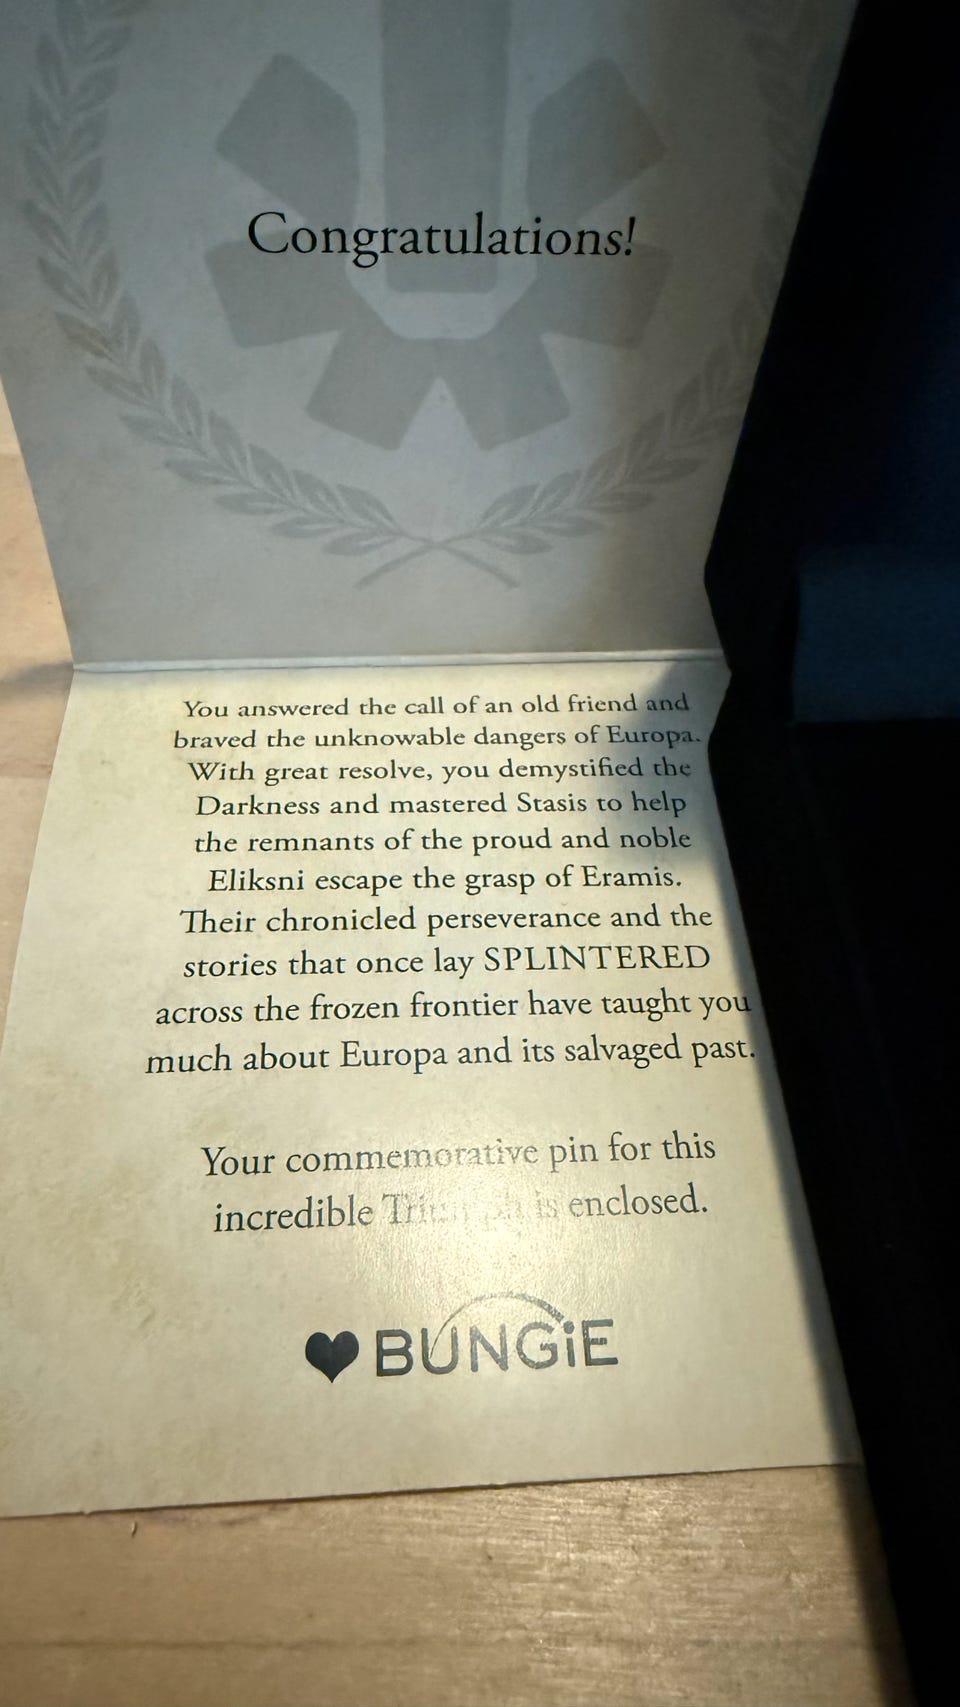 Congratulations!
You answered the call of an old friend and
braved the unknowable dangers of Europa.
With great resolve, you demystified the
Darkness and mastered Stasis to help
the remnants of the proud and noble
Eliksni escape the grasp of Eramis.
Their chronicled perseverance and the
stories that once lay SPLINTERED
across the frozen frontier have taught you
much about Europa and its salvaged past.
Your commemorative pin for this
incredible Triumph is enclosed.
BUNGiE